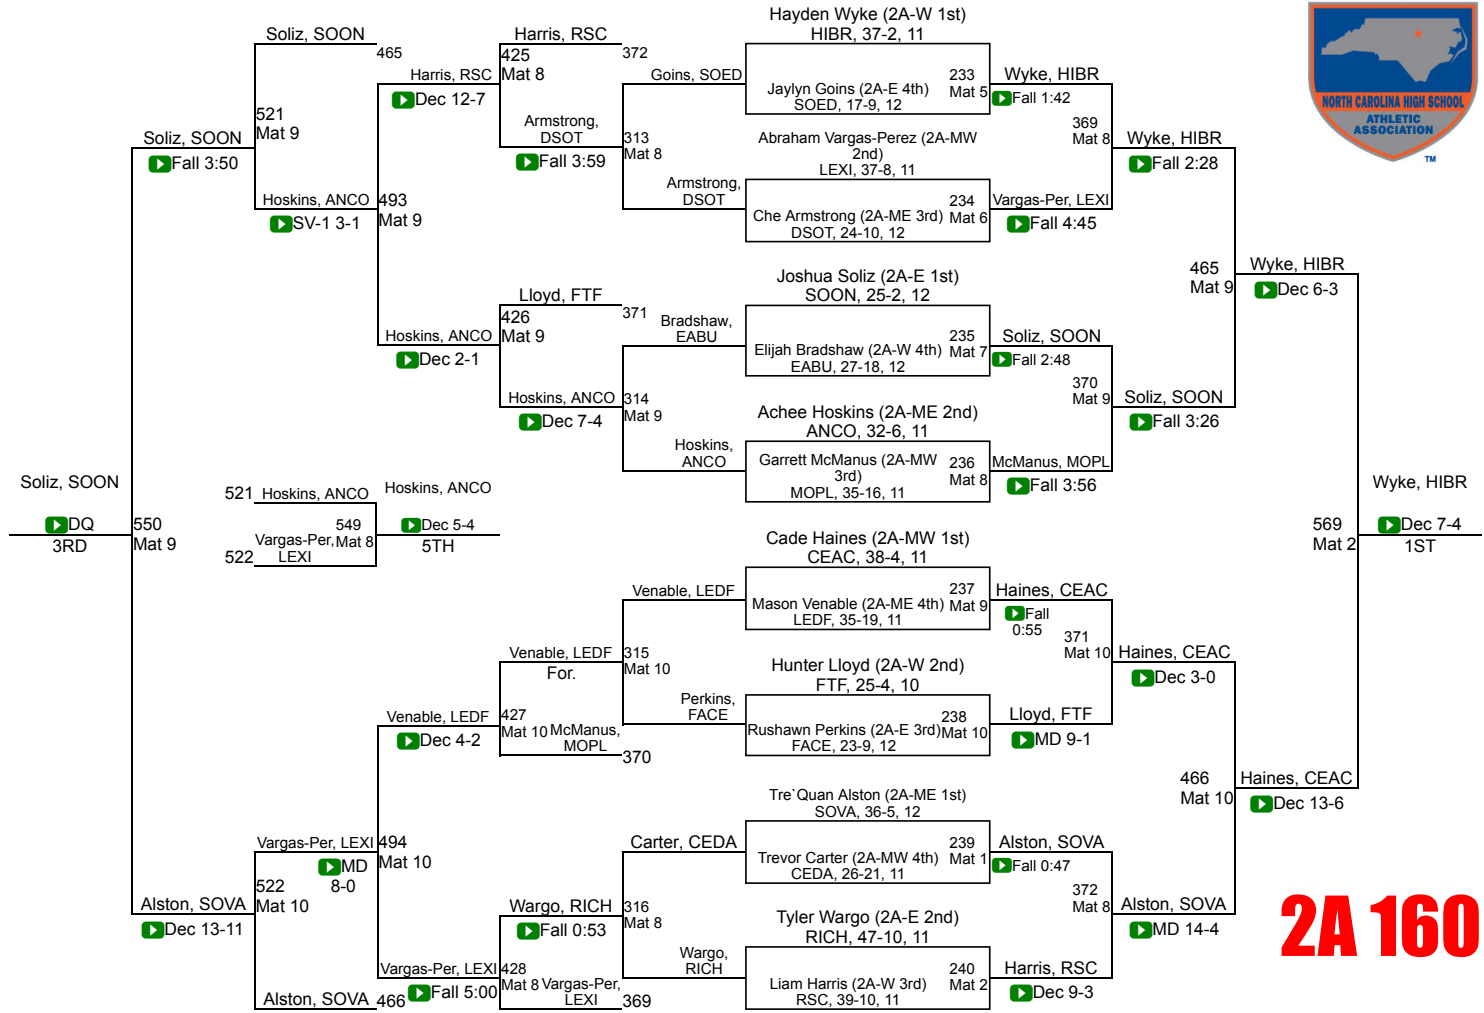 Soliz, SOON
465
521
Mat 9
Soliz, SOON
Fall 3:50
Hoskins, ANCO
SV-1 3-1
Harris, RSC
Dec 12-7
493
Mat 9
Hoskins, ANCO
Dec 2-1
Harris, RSC
372
425
Mat 8
Armstrong,
DSOT
Fall 3:59
Lloyd, FTF
371
426
Mat 9
Hoskins, ANCO
Dec 7-4
Goins, SOED
313
Mat 8
Armstrong,
DSOT
Bradshaw,
EABU
314
Mat 9
Hoskins,
ANCO
Hayden Wyke (2A-W 1st)
HIBR, 37-2, 11
233
Mat 5
Jaylyn Goins (2A-E 4th)
SOED, 17-9, 12
Abraham Vargas-Perez (2A-MW
2nd)
LEXI, 37-8, 11
234
Mat 6
Che Armstrong (2A-ME 3rd)
DSOT, 24-10, 12
Joshua Soliz (2A-E 1st)
SOON, 25-2, 12
235
Mat 7
Elijah Bradshaw (2A-W 4th)
EABU, 27-18, 12
Achee Hoskins (2A-ME 2nd)
ANCO, 32-6, 11
236
Mat 8
Garrett McManus (2A-MW
3rd)
MOPL, 35-16, 11
Wyke, HIBR
Fall 1:42
369
Mat 8
Vargas-Per, LEXI
Fall 4:45
Wyke, HIBR
Fall 2:28
Soliz, SOON
Fall 2:48
370
Mat 9
McManus, MOPL
Fall 3:56
Soliz, SOON
Fall 3:26
465
Mat 9
Wyke, HIBR
Dec 6-3
NORTH CAROLINA HIGH SCHOOL
ATHLETIC
ASSOCIATION
TM
Soliz, SOON
DQ
3RD
550
Mat 9
521
Hoskins, ANCO
549
Mat 8
Vargas-Per,
LEXI
522
Hoskins, ANCO
Dec 5-4
5TH
569
Mat 2
Wyke, HIBR
Dec 7-4
1ST
Cade Haines (2A-MW 1st)
CEAC, 38-4, 11
237
Mat 9
Mason Venable (2A-ME 4th)
LEDF, 35-19, 11
Hunter Lloyd (2A-W 2nd)
FTF, 25-4, 10
238
Mat 10
Rushawn Perkins (2A-E 3rd)
FACE, 23-9, 12
Tre`Quan Alston (2A-ME 1st)
SOVA, 36-5, 12
239
Mat 1
Trevor Carter (2A-MW 4th)
CEDA, 26-21, 11
Tyler Wargo (2A-E 2nd)
RICH, 47-10, 11
240
Mat 2
Liam Harris (2A-W 3rd)
RSC, 39-10, 11
Venable, LEDF
315
Mat 10
Perkins,
FACE
Venable, LEDF
For.
427
Mat 10
McManus,
MOPL
370
Venable, LEDF
Dec 4-2
494
Mat 10
Vargas-Per, LEXI
MD
8-0
522
Mat 10
Alston, SOVA
Dec 13-11
Alston, SOVA
466
Vargas-Per, LEXI
Fall 5:00
Carter, CEDA
316
Mat 8
Wargo, RICH
Fall 0:53
Wargo,
RICH
428
Mat 8
Vargas-Per,
LEXI
369
Haines, CEAC
Fall
0:55
371
Mat 10
Lloyd, FTF
MD 9-1
Haines, CEAC
Dec 3-0
Alston, SOVA
Fall 0:47
372
Mat 8
Harris, RSC
Dec 9-3
Alston, SOVA
MD 14-4
466
Mat 10
Haines, CEAC
Dec 13-6
2A 160